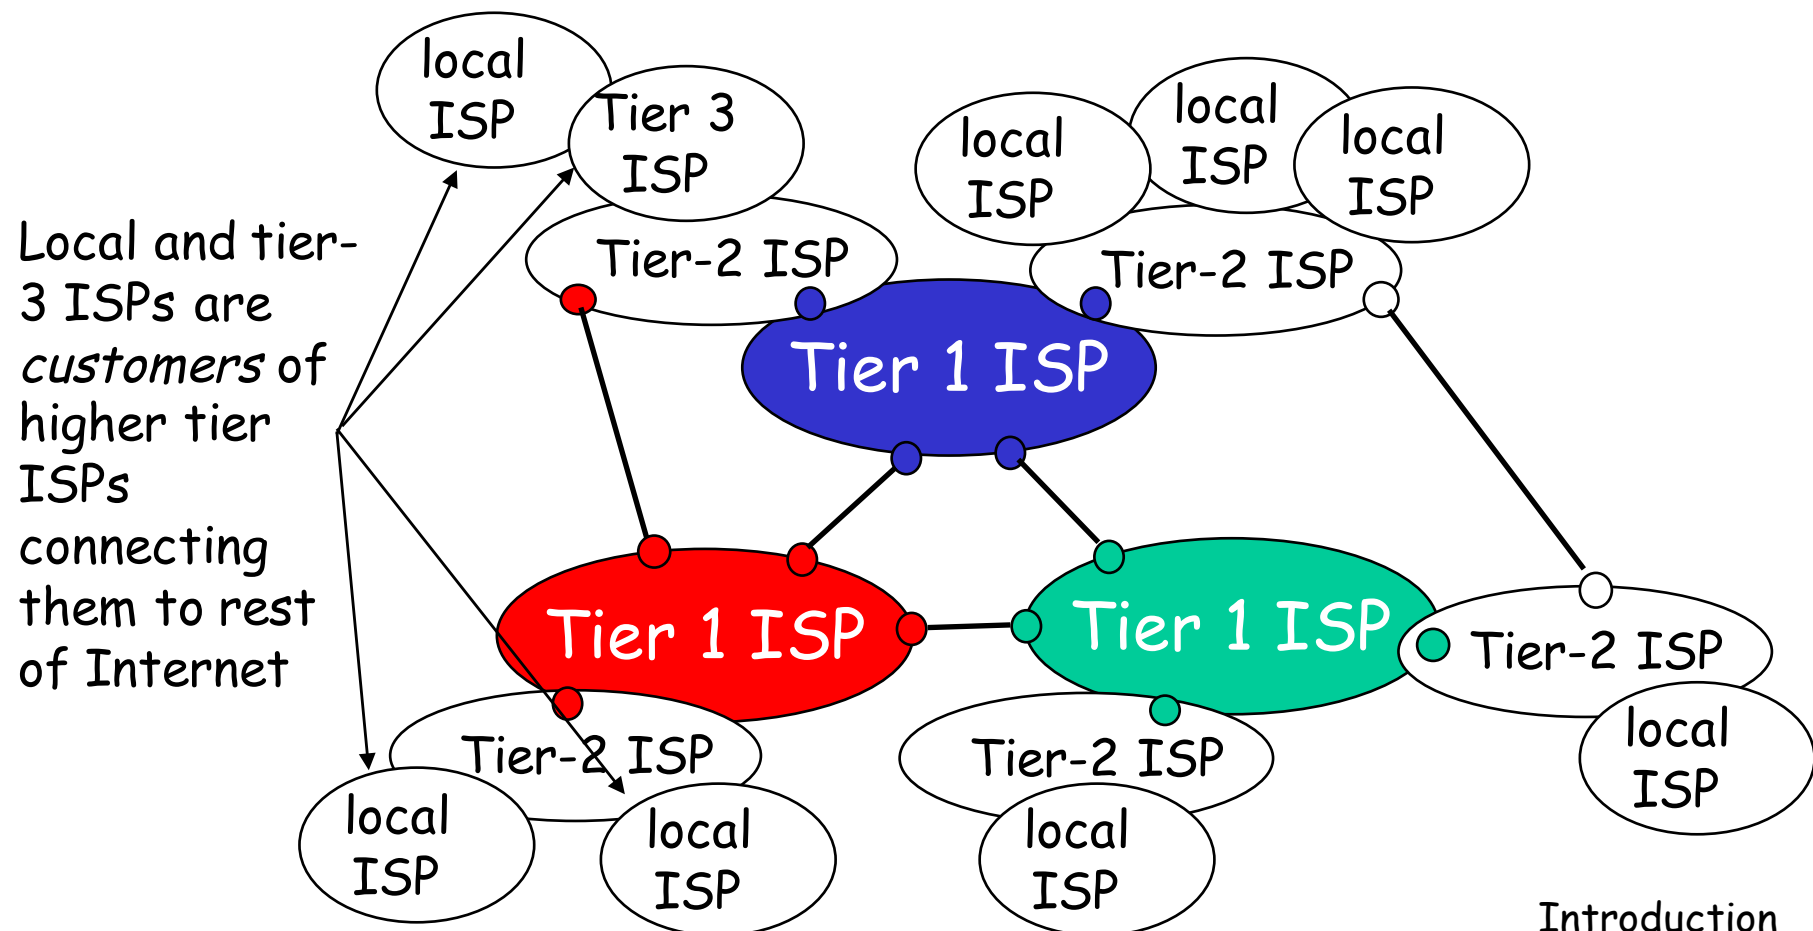 local
ISP
Tier 3
ISP
local
ISP
local
ISP
local
ISP
Local and tier-
3 ISPs are
customers of
higher tier
ISPs
connecting
them to rest
of Internet
Tier-2 ISP
Tier-2 ISP
Tier 1 ISP
Tier 1 ISP
Tier 1 ISP
Tier-2 ISP
Tier-2 ISP
Tier-2 ISP
local
ISP
local
ISP
local
ISP
local
ISP
Introduction